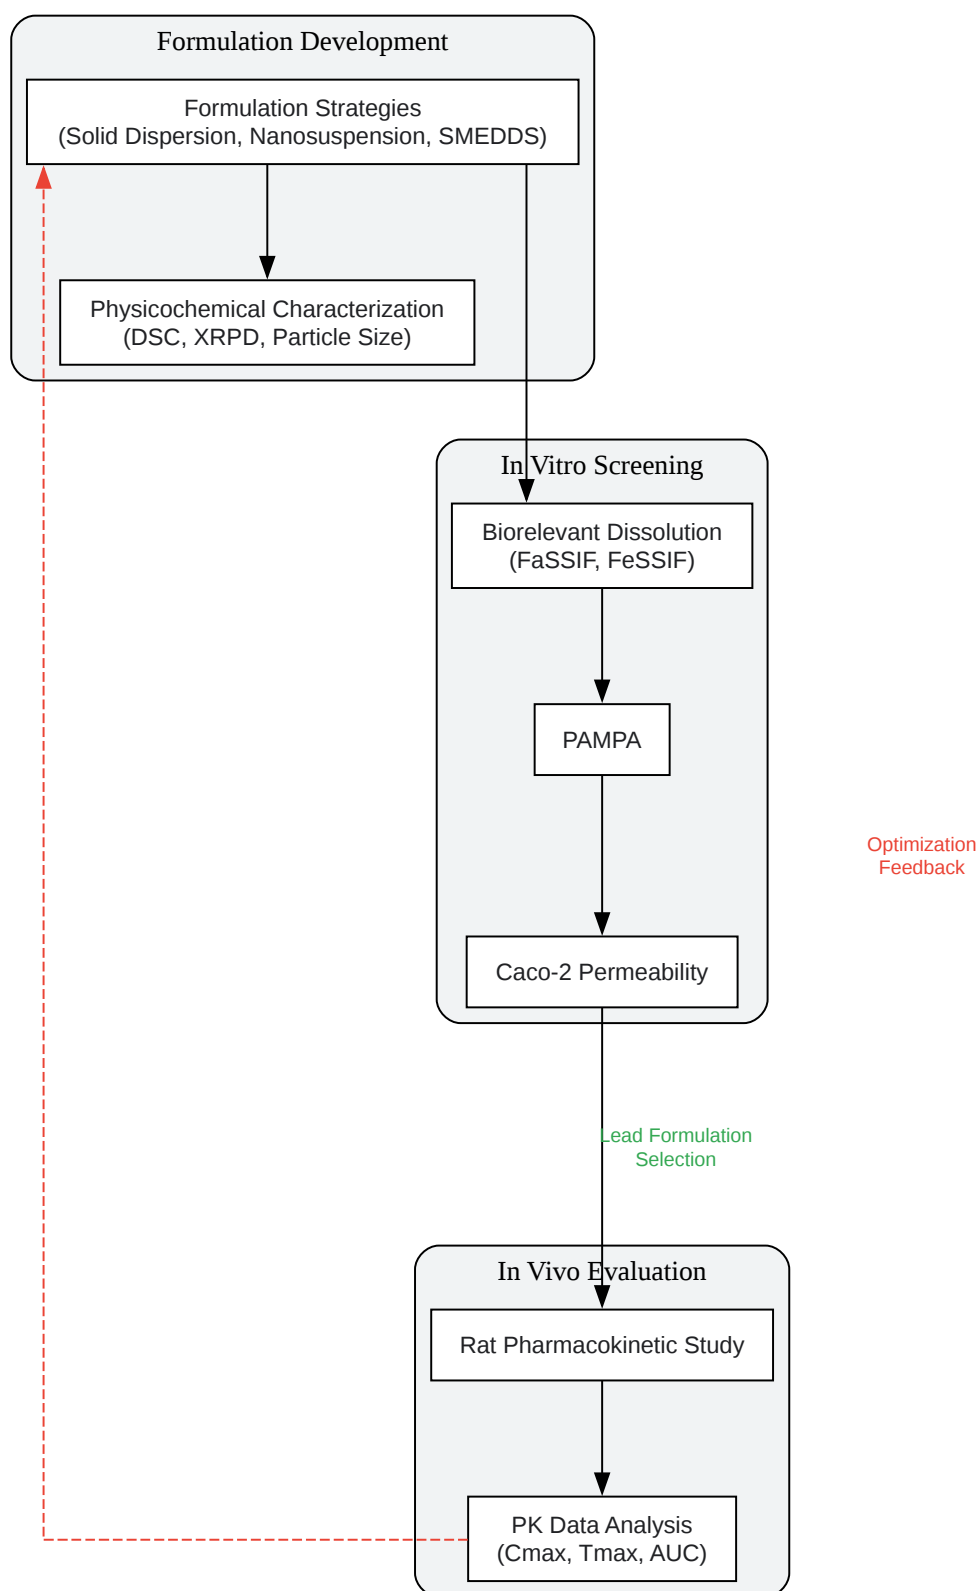 Formulation Development
Formulation Strategies
(Solid Dispersion, Nanosuspension, SMEDDS)
Physicochemical Characterization
(DSC, XRPD, Particle Size)
In Vitro Screening
Biorelevant Dissolution
(FaSSIF, FeSSIF)
PAMPA
Optimization
Feedback
Caco-2 Permeability
Lead Formulation
Selection
In Vivo Evaluation
Rat Pharmacokinetic Study
PK Data Analysis
(Cmax, Tmax, AUC)